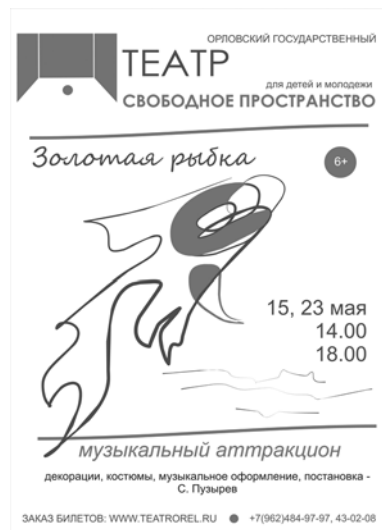 ОРЛОВСКИЙ ГОСУДАРСТВЕННЫЙ
ТЕАТР
для детей и молодежи
СВОБОДНОЕ ПРОСТРАНСТВО
Золотая рыбка
6+
15, 23 мая
14.00
18.00
музыкальный аттракцион
декорации, костюмы, музыкальное оформление, постановка -
С. Пузырев
ЗАКАЗ БИЛЕТОВ: WWW.TEATROREL.RU ● +7(962)484-97-97, 43-02-08